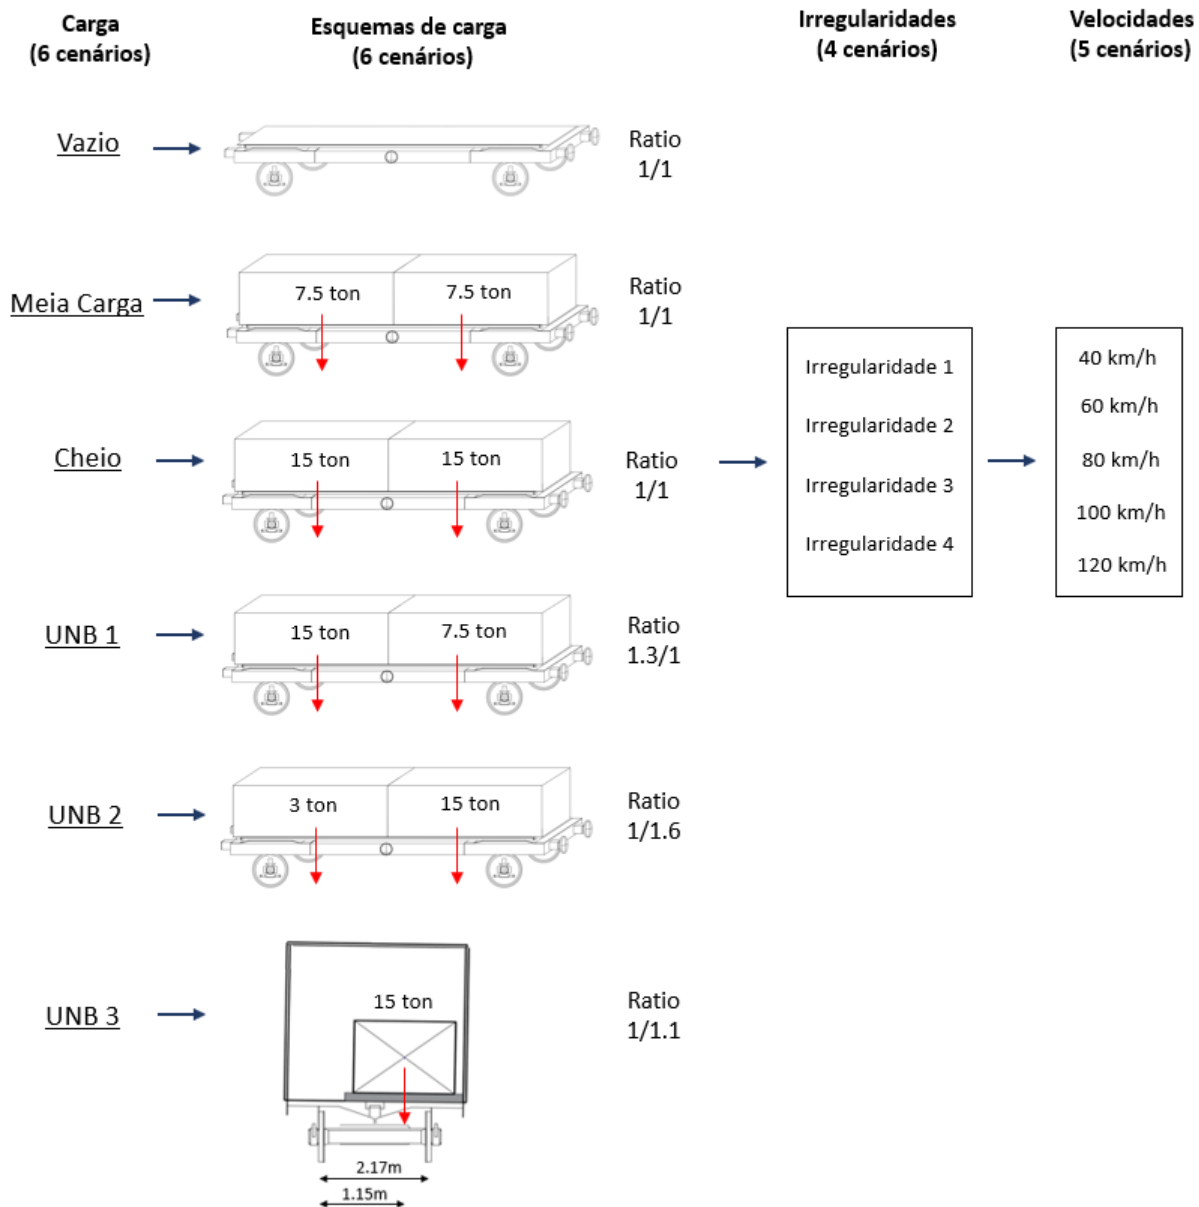 Carga
(6 cenários)
Esquemas de carga
(6 cenários)
Irregularidades
(4 cenários)
Velocidades
(5 cenários)
Vazio
Ratio
1/1
Meia Carga
7.5 ton
7.5 ton
Ratio
1/1
Cheio
15 ton
15 ton
Ratio
1/1
UNB 1
15 ton
7.5 ton
Ratio
1.3/1
UNB 2
3 ton
15 ton
Ratio
1/1.6
UNB 3
15 ton
Ratio
1/1.1
2.17m
1.15m
Irregularidade 1
Irregularidade 2
Irregularidade 3
Irregularidade 4
40 km/h
60 km/h
80 km/h
100 km/h
120 km/h